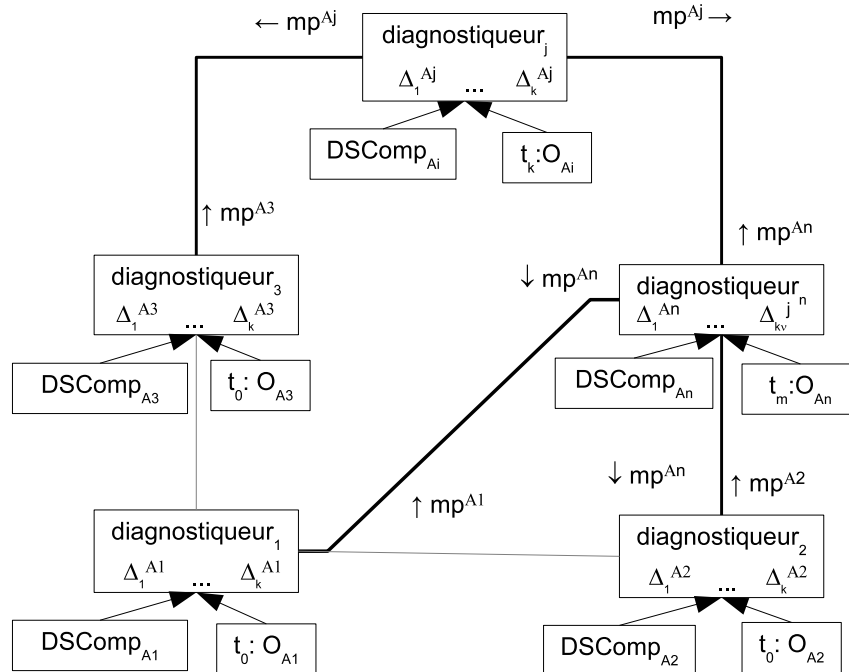 ← mp^Aj
mp^Aj →
diagnostiqueur_j
Δ_1^Aj ... Δ_k^Aj
DSComp_Ai
t_k:O_Ai
↑ mp^A3
↑ mp^An
diagnostiqueur_3
Δ_1^A3 ... Δ_k^A3
↓ mp^An
diagnostiqueur_n
Δ_1^An ... Δ_kv^j
DSComp_A3
t_0: O_A3
DSComp_An
t_m:O_An
↓ mp^An
↑ mp^A2
↑ mp^A1
diagnostiqueur_1
Δ_1^A1 ... Δ_k^A1
diagnostiqueur_2
Δ_1^A2 ... Δ_k^A2
DSComp_A1
t_0: O_A1
DSComp_A2
t_0: O_A2